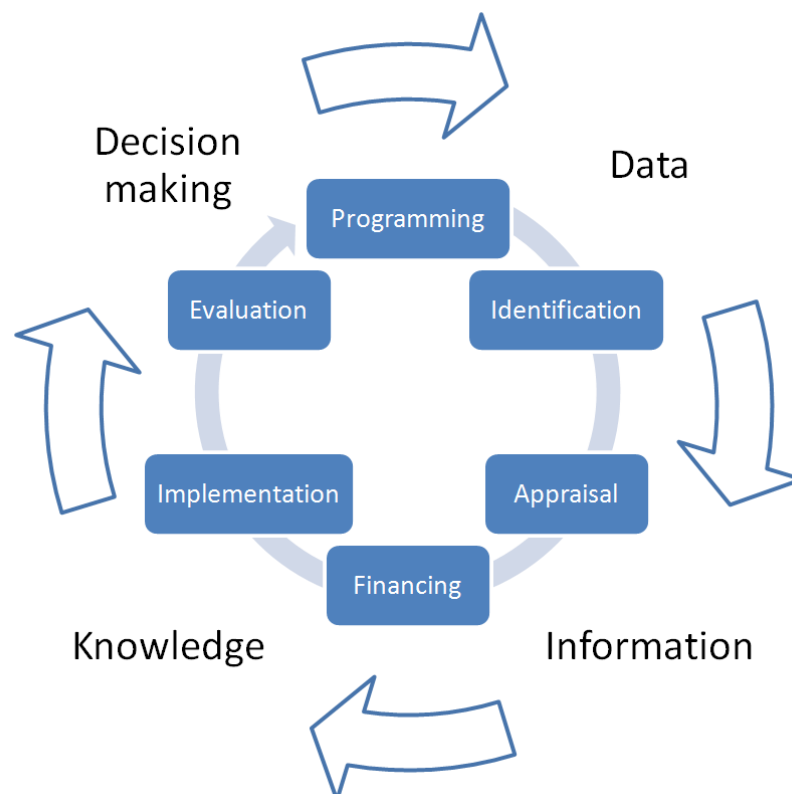 Decision
making
Data
Programming
Evaluation
Identification
Implementation
Appraisal
Financing
Knowledge
Information